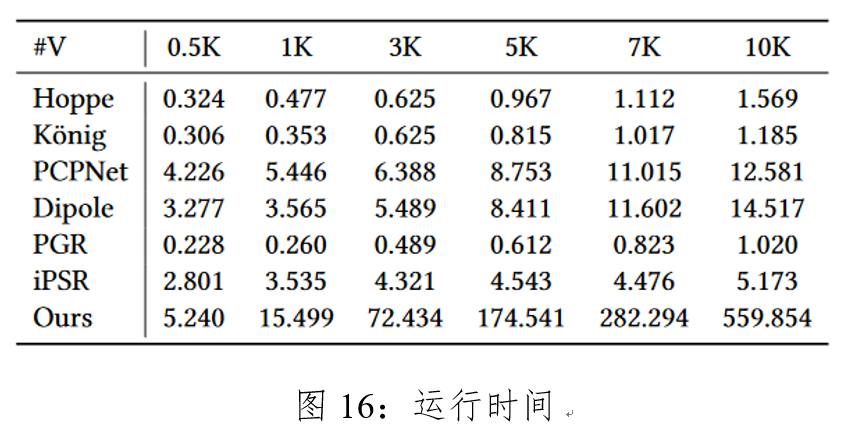 #V 0.5K 1K 3K 5K 7K 10K
Hoppe 0.324 0.477 0.625 0.967 1.112 1.569
König 0.306 0.353 0.625 0.815 1.017 1.185
PCPNet 4.226 5.446 6.388 8.753 11.015 12.581
Dipole 3.277 3.565 5.489 8.411 11.602 14.517
PGR 0.228 0.260 0.489 0.612 0.823 1.020
iPSR 2.801 3.535 4.321 4.543 4.476 5.173
Ours 5.240 15.499 72.434 174.541 282.294 559.854
图 16：运行时间